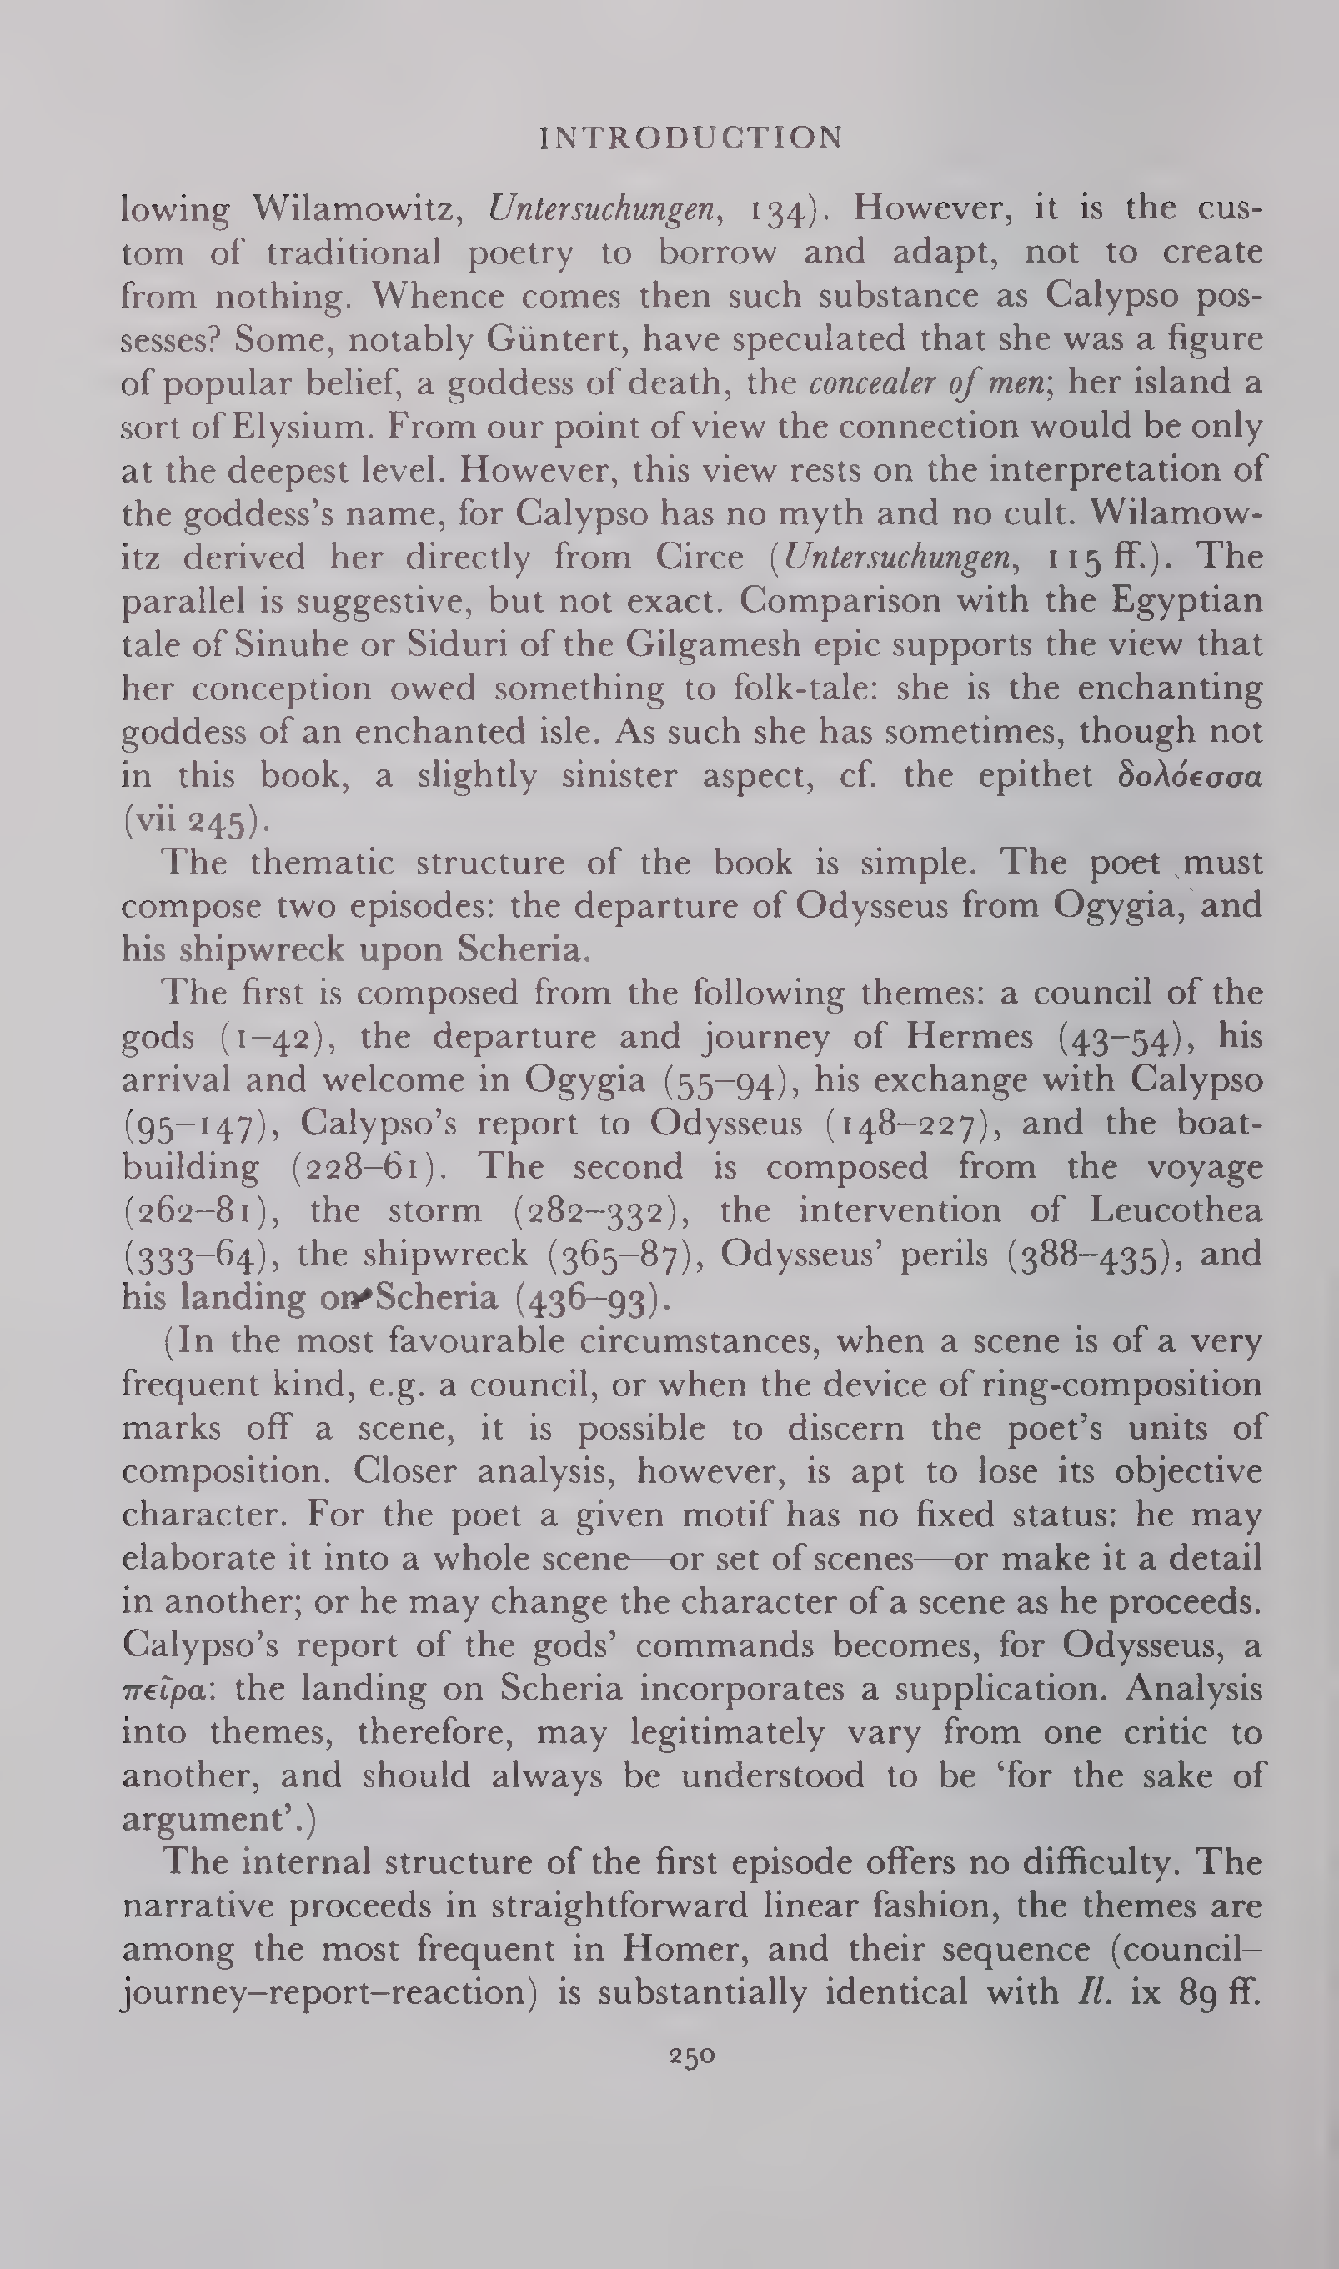 INTRODUCTION
lowing Wilamowitz, Untersuchungen, 134). However, it is the cus-
tom of traditional poetry to borrow and adapt, not to create
from nothing. Whence comes then such substance as Calypso pos-
sesses? Some, notably Güntert, have speculated that she was a figure
of popular belief, a goddess of death, the concealer of men; her island a
sort of Elysium. From our point of view the connection would be only
at the deepest level. However, this view rests on the interpretation of
the goddess's name, for Calypso has no myth and no cult. Wilamow-
itz derived her directly from Circe (Untersuchungen, 115 ff.). The
parallel is suggestive, but not exact. Comparison with the Egyptian
tale of Sinuhe or Siduri of the Gilgamesh epic supports the view that
her conception owed something to folk-tale: she is the enchanting
goddess of an enchanted isle. As such she has sometimes, though not
in this book, a slightly sinister aspect, cf. the epithet δολόεσσα
(vii 245).
The thematic structure of the book is simple. The poet must
compose two episodes: the departure of Odysseus from Ogygia, and
his shipwreck upon Scheria.
The first is composed from the following themes: a council of the
gods (1–42), the departure and journey of Hermes (43–54), his
arrival and welcome in Ogygia (55–94), his exchange with Calypso
(95–147), Calypso's report to Odysseus (148–227), and the boat-
building (228–61). The second is composed from the voyage
(262–81), the storm (282–332), the intervention of Leucothea
(333–64), the shipwreck (365–87), Odysseus' perils (388–435), and
his landing on Scheria (436–93).
(In the most favourable circumstances, when a scene is of a very
frequent kind, e.g. a council, or when the device of ring-composition
marks off a scene, it is possible to discern the poet's units of
composition. Closer analysis, however, is apt to lose its objective
character. For the poet a given motif has no fixed status: he may
elaborate it into a whole scene—or set of scenes—or make it a detail
in another; or he may change the character of a scene as he proceeds.
Calypso's report of the gods' commands becomes, for Odysseus, a
πεῖρα: the landing on Scheria incorporates a supplication. Analysis
into themes, therefore, may legitimately vary from one critic to
another, and should always be understood to be 'for the sake of
argument'.)
The internal structure of the first episode offers no difficulty. The
narrative proceeds in straightforward linear fashion, the themes are
among the most frequent in Homer, and their sequence (council–
journey–report–reaction) is substantially identical with Il. ix 89 ff.
250